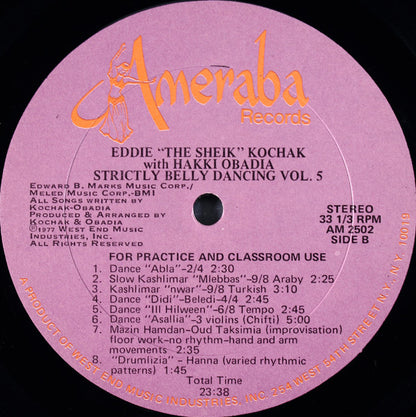 Ameraba
Records
EDDIE "THE SHEIK" KOCHAK
with HAKKI OBADIA
STRICTLY BELLY DANCING VOL. 5
Edward B. Marks Music Corp./
Meled Music Corp.-BMI
All Songs written by
Kochak-Obadia
Produced & Arranged by
Kochak-Obadia
©1977 West End Music
Industries, Inc.
All Rights Reserved
STEREO
33 1/3 RPM
AM 2502
SIDE B
FOR PRACTICE AND CLASSROOM USE
1. Dance "Abla"-2/4 2:30
2. Slow Kashlimar "Mlebbas"-9/8 Araby 2:25
3. Kashlimar "nwar"-9/8 Turkish 3:10
4. Dance "Didi"-Beledi-4/4 2:45
5. Dance "Ill Hilween"-6/8 Tempo 2:45
6. Dance "Asallia"-3 violins (Chifti) 5:20
7. Mazin Hamdan-Oud Taksimia (improvisation)
floor work-no rhythm-hand and arm
movements 2:35
8. "Drumlizia" - Hanna (varied rhythmic
patterns) 1:45
Total Time
23:38
A PRODUCT OF WEST END MUSIC INDUSTRIES, INC. 254 WEST 54TH STREET N.Y. N.Y. 10019